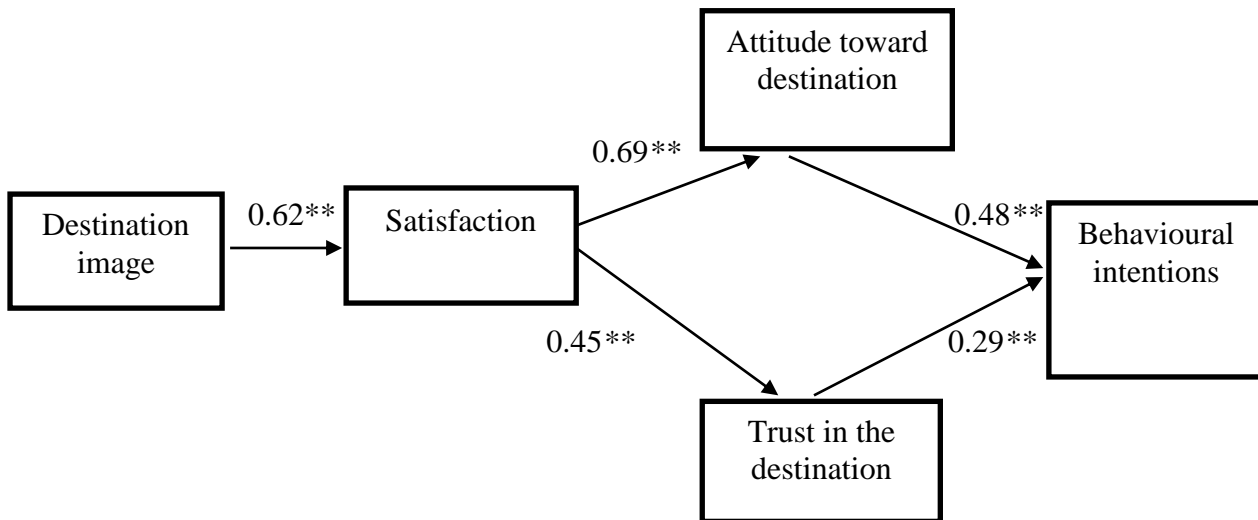 Attitude toward
destination
0.69**
Destination
image
0.62**
Satisfaction
0.48**
Behavioural
intentions
0.45**
0.29**
Trust in the
destination